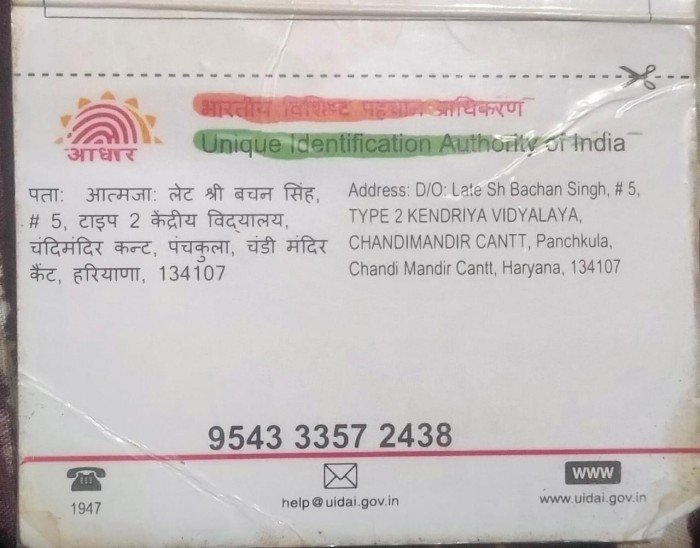 भारतीय विशिष्ट पहचान प्राधिकरण
Unique Identification Authority of India
आधार
पता: आत्मजा: लेट श्री बचन सिंह,
# 5, टाइप 2 केंद्रीय विद्यालय,
चंदिमंदिर कन्ट, पंचकुला, चंडी मंदिर
कैंट, हरियाणा, 134107
Address: D/O: Late Sh Bachan Singh, # 5,
TYPE 2 KENDRIYA VIDYALAYA,
CHANDIMANDIR CANTT, Panchkula,
Chandi Mandir Cantt, Haryana, 134107
9543 3357 2438
1947
help@uidai.gov.in
www
www.uidai.gov.in